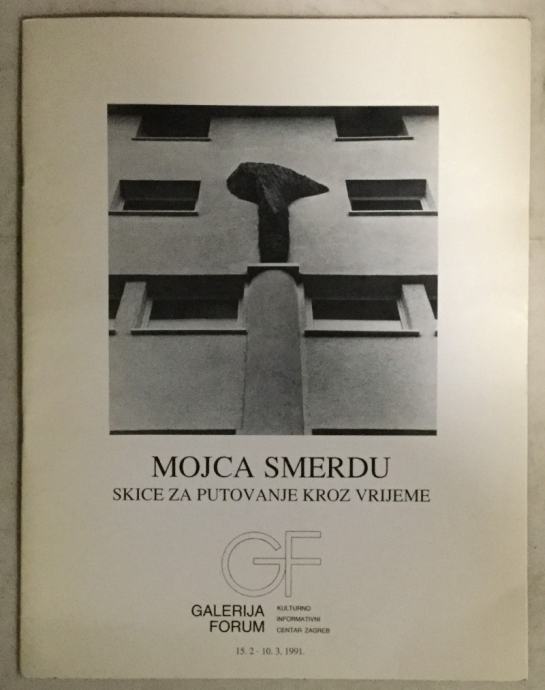 MOJCA SMERDU
SKICE ZA PUTOVANJE KROZ VRIJEME
GF
GALERIJA
FORUM
KULTURNO
INFORMATIVNI
CENTAR ZAGREB
15. 2 - 10. 3. 1991.